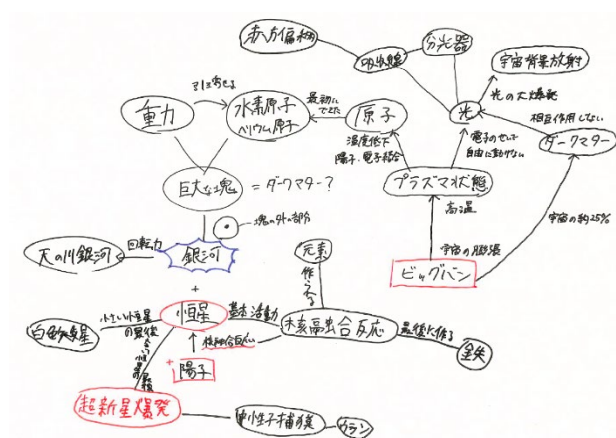 赤方偏移
吸収線
分光器
宇宙背景放射
光の大爆発
引き寄せる
重力
水素原子
ヘリウム原子
最初にできた
原子
光
相互作用しない
ダークマター
温度低下
陽子・電子結合
電子のせいで
自由に動けない
巨大な塊
=ダークマター?
プラズマ状態
高温
塊の外の部分
宇宙の約25%
天の川銀河
回転力
銀河
宇宙の膨張
ビッグバン
元素
作られる
+
小さい恒星
の最後
恒星
基本活動
白色矮星
核融合反応
最後に作る
鉄
核融合反応
+
陽子
超新星爆発
中性子捕獲
ウラン